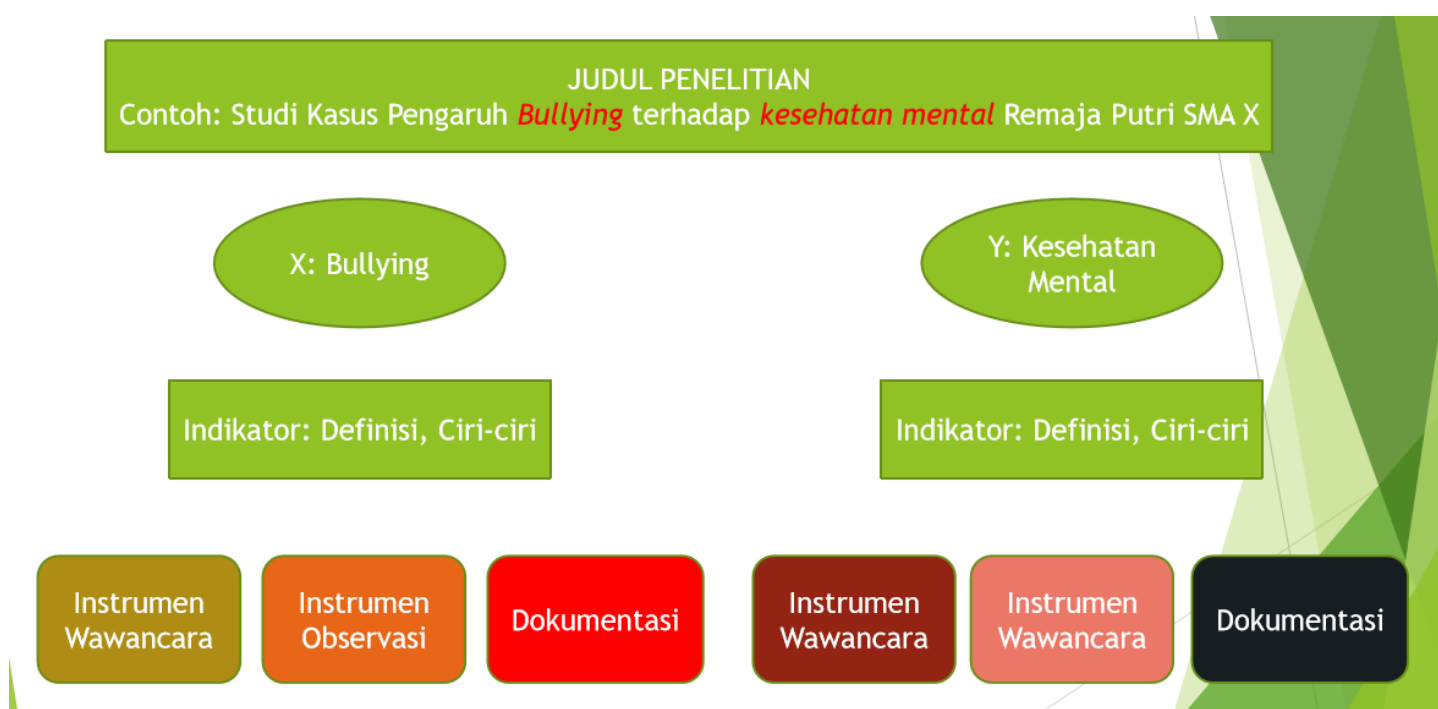 JUDUL PENELITIAN
Contoh: Studi Kasus Pengaruh Bullying terhadap kesehatan mental Remaja Putri SMA X
X: Bullying
Y: Kesehatan
Mental
Indikator: Definisi, Ciri-ciri
Indikator: Definisi, Ciri-ciri
Instrumen
Wawancara
Instrumen
Observasi
Dokumentasi
Instrumen
Wawancara
Instrumen
Wawancara
Dokumentasi